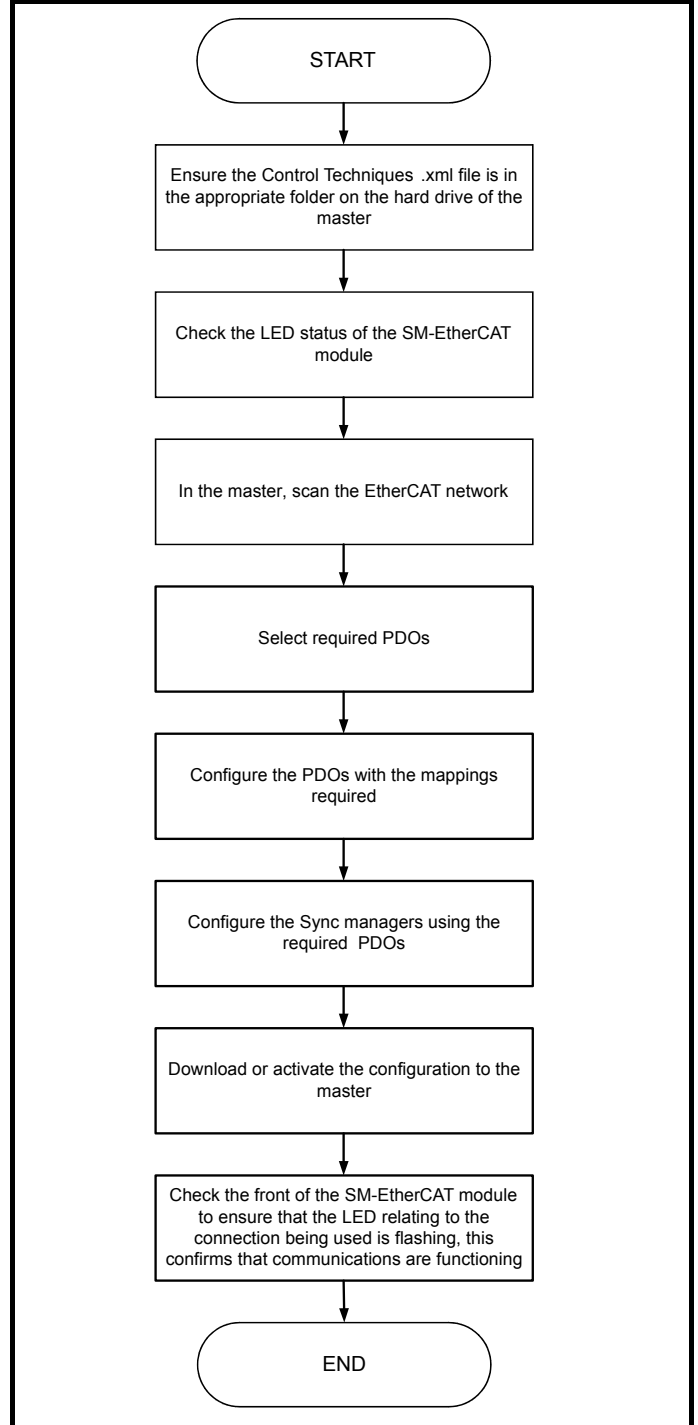 START
Ensure the Control Techniques .xml file is in
the appropriate folder on the hard drive of the
master
Check the LED status of the SM-EtherCAT
module
In the master, scan the EtherCAT network
Select required PDOs
Configure the PDOs with the mappings
required
Configure the Sync managers using the
required PDOs
Download or activate the configuration to the
master
Check the front of the SM-EtherCAT module
to ensure that the LED relating to the
connection being used is flashing, this
confirms that communications are functioning
END